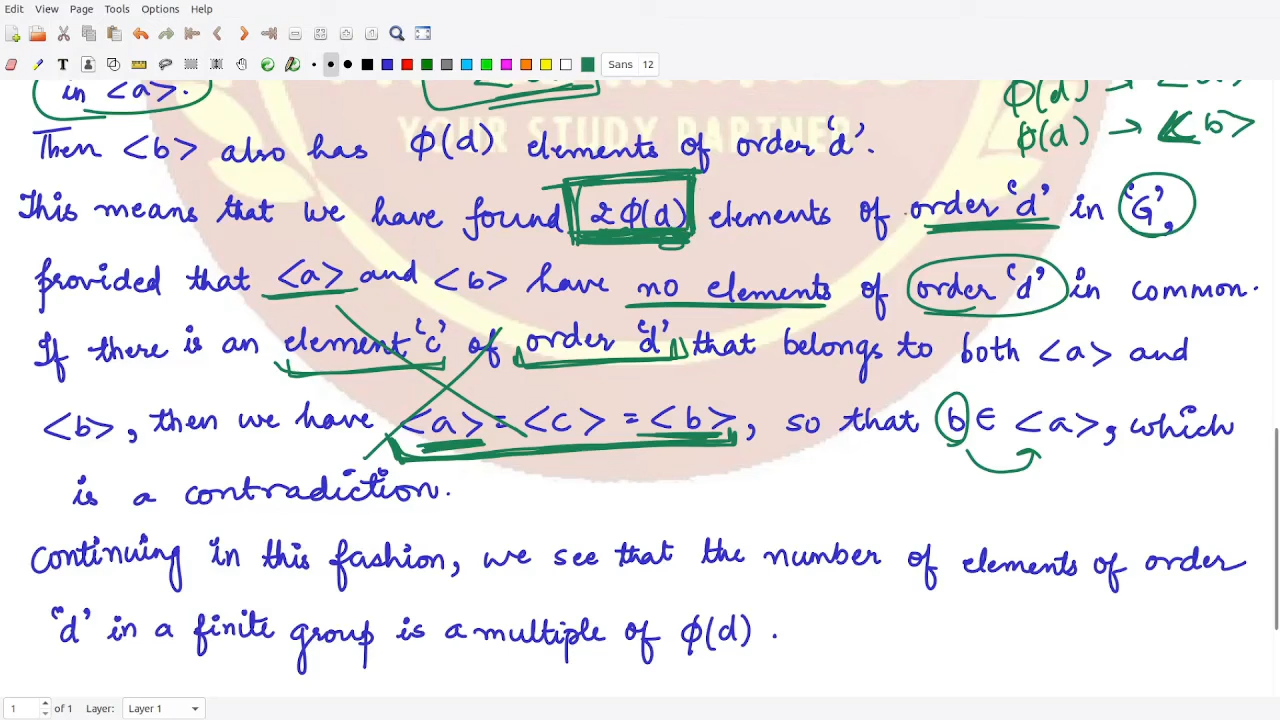 Edit View Page Tools Options Help
Sans 12
in <a>.
φ(d) →
Then <b> also has φ(d) elements of order 'd'.
φ(d) → <b>
YOUR STUDY PARTNER
This means that we have found 2φ(d) elements of order 'd' in 'G',
provided that <a> and <b> have no elements of order 'd' in common.
If there is an element 'c' of order 'd' that belongs to both <a> and
<b>, then we have <a> = <c> = <b>, so that b ∈ <a>, which
is a contradiction.
Continuing in this fashion, we see that the number of elements of order
'd' in a finite group is a multiple of φ(d).
1 of 1 Layer: Layer 1